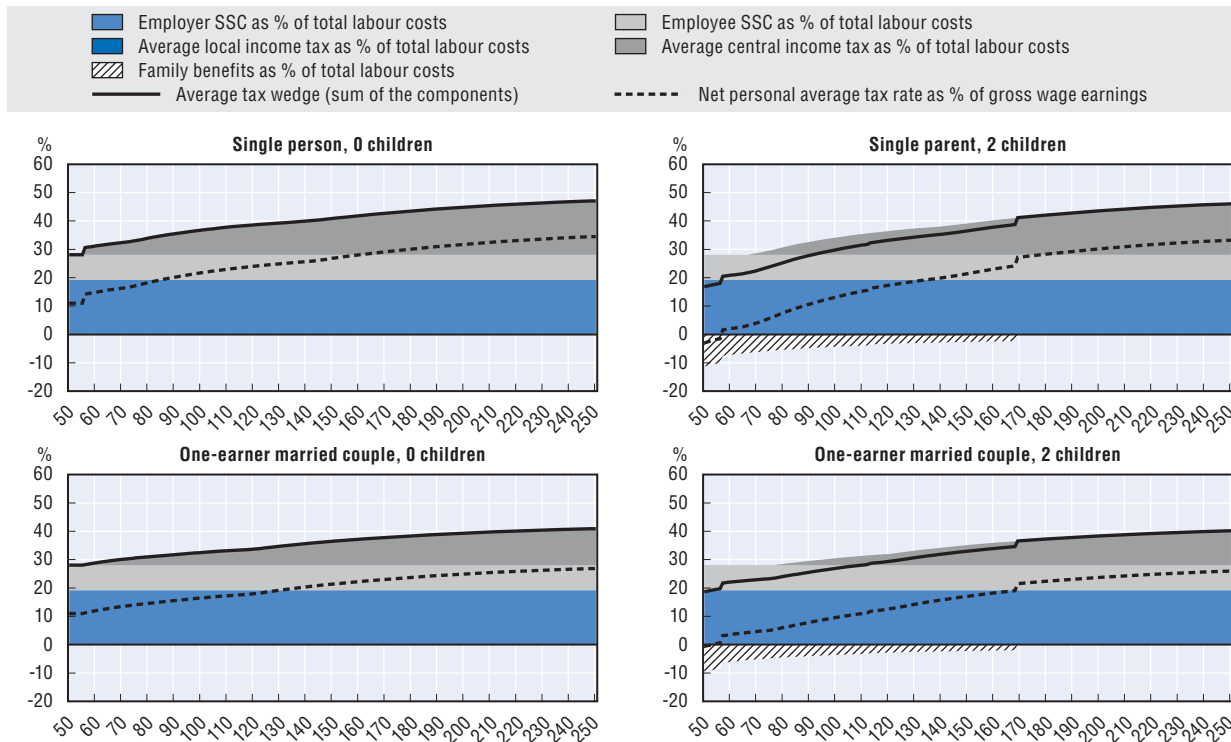 Employer SSC as % of total labour costs
Employee SSC as % of total labour costs
Average local income tax as % of total labour costs
Average central income tax as % of total labour costs
Family benefits as % of total labour costs
Average tax wedge (sum of the components)
Net personal average tax rate as % of gross wage earnings
%
Single person, 0 children
60
50
40
30
20
10
0
-10
-20
50 60 70 80 90 100 110 120 130 140 150 160 170 180 190 200 210 220 230 240 250
%
Single parent, 2 children
60
50
40
30
20
10
0
-10
-20
50 60 70 80 90 100 110 120 130 140 150 160 170 180 190 200 210 220 230 240 250
%
One-earner married couple, 0 children
60
50
40
30
20
10
0
-10
-20
50 60 70 80 90 100 110 120 130 140 150 160 170 180 190 200 210 220 230 240 250
%
One-earner married couple, 2 children
60
50
40
30
20
10
0
-10
-20
50 60 70 80 90 100 110 120 130 140 150 160 170 180 190 200 210 220 230 240 250